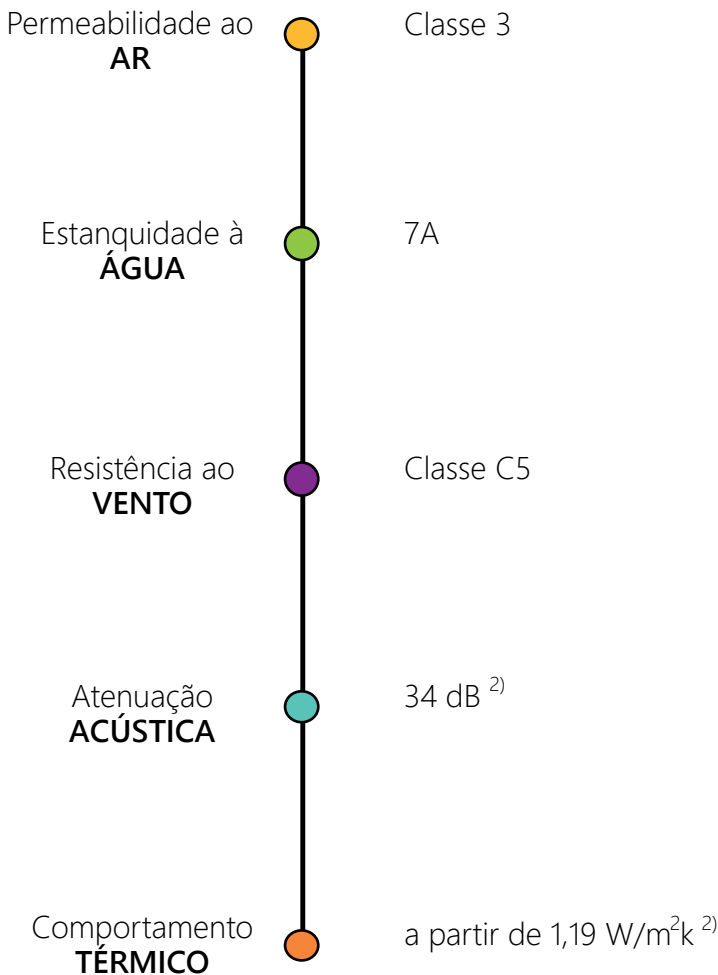 Permeabilidade ao
AR
Classe 3
Estanquidade à
ÁGUA
7A
Resistência ao
VENTO
Classe C5
Atenuação
ACÚSTICA
34 dB ²⁾
Comportamento
TÉRMICO
a partir de 1,19 W/m²k ²⁾